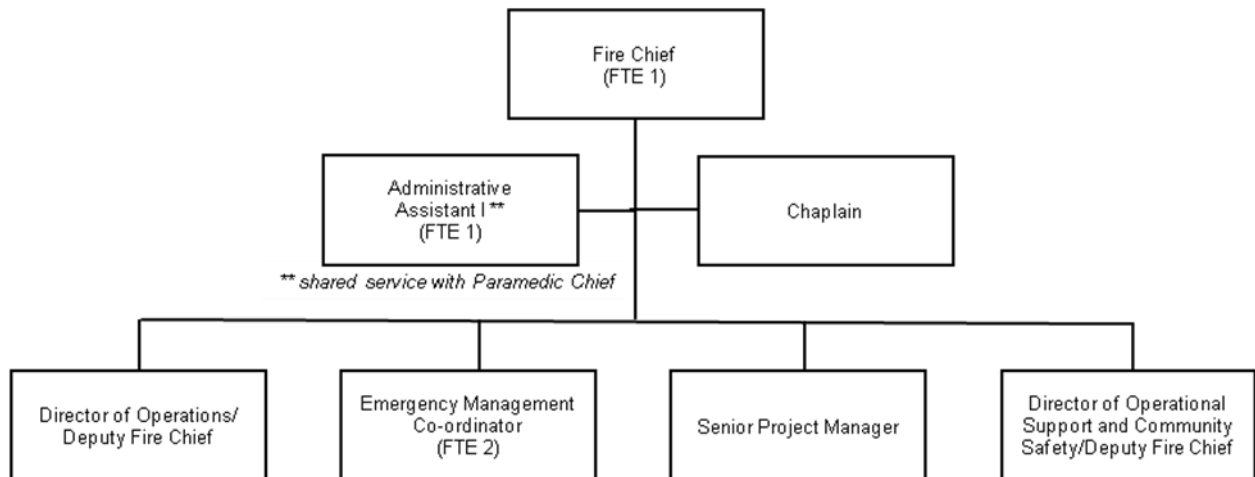 Fire Chief
(FTE 1)
Administrative
Assistant I **
(FTE 1)
Chaplain
** shared service with Paramedic Chief
Director of Operations/
Deputy Fire Chief
Emergency Management
Co-ordinator
(FTE 2)
Senior Project Manager
Director of Operational
Support and Community
Safety/Deputy Fire Chief